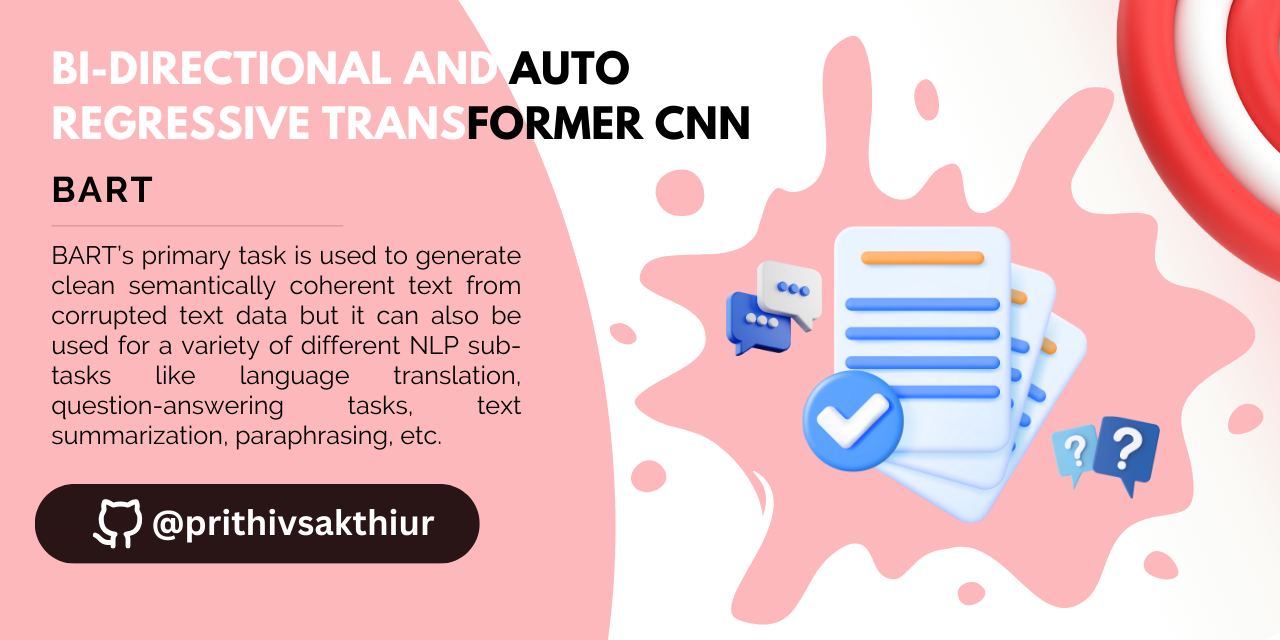 BI-DIRECTIONAL AND AUTO
REGRESSIVE TRANSFORMER CNN
BART
BART’s primary task is used to generate
clean semantically coherent text from
corrupted text data but it can also be
used for a variety of different NLP sub-
tasks like language translation,
question-answering tasks, text
summarization, paraphrasing, etc.
@prithivsakthiur
? ?